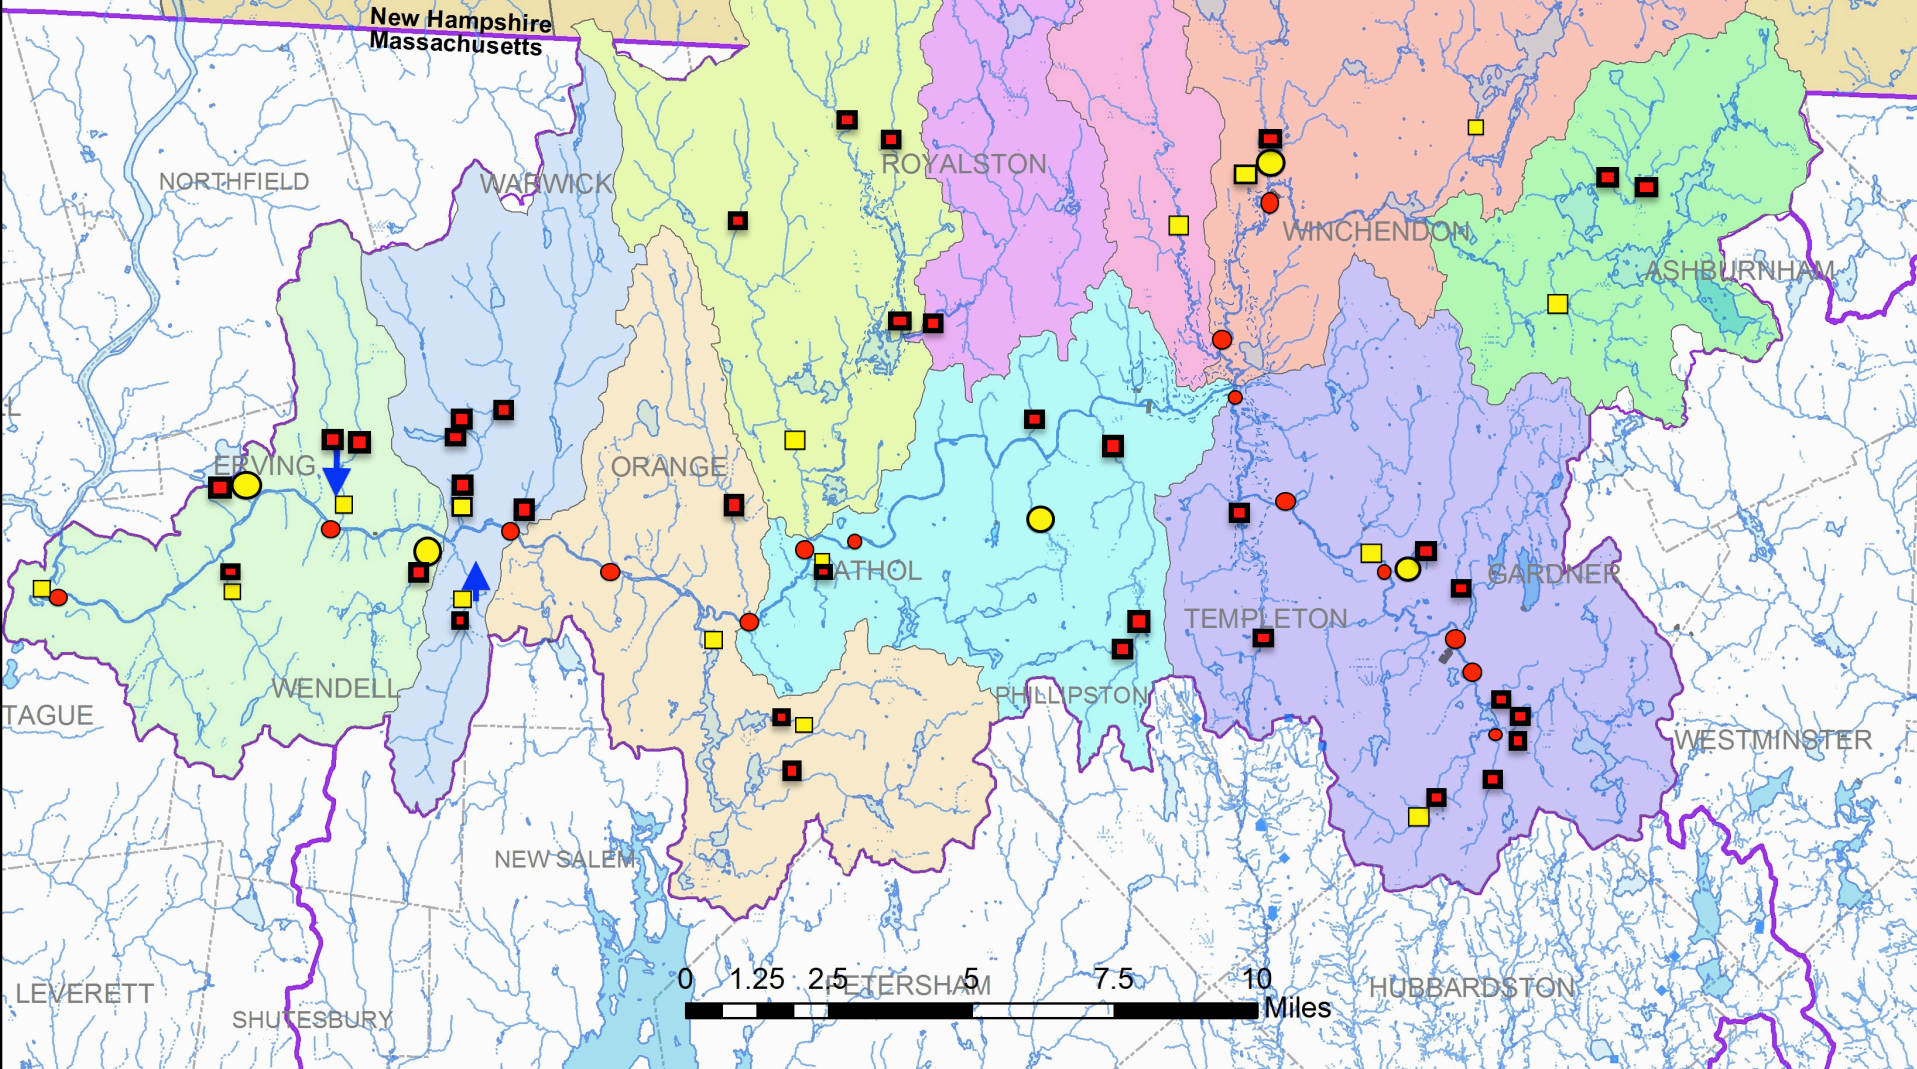 New Hampshire
Massachusetts
ROYALSTON
NORTHFIELD
WARWICK
WINCHENDON
ASHBURNHAM
L
ERVING
ORANGE
ATHOL
GARDNER
TEMPLETON
WENDELL
PHILLIPSTON
TAGUE
WESTMINSTER
NEW SALEM
0 1.25 2.5 5 7.5 10
PETERSHAM
HUBBARDSTON
LEVERETT
Miles
SHUTESBURY